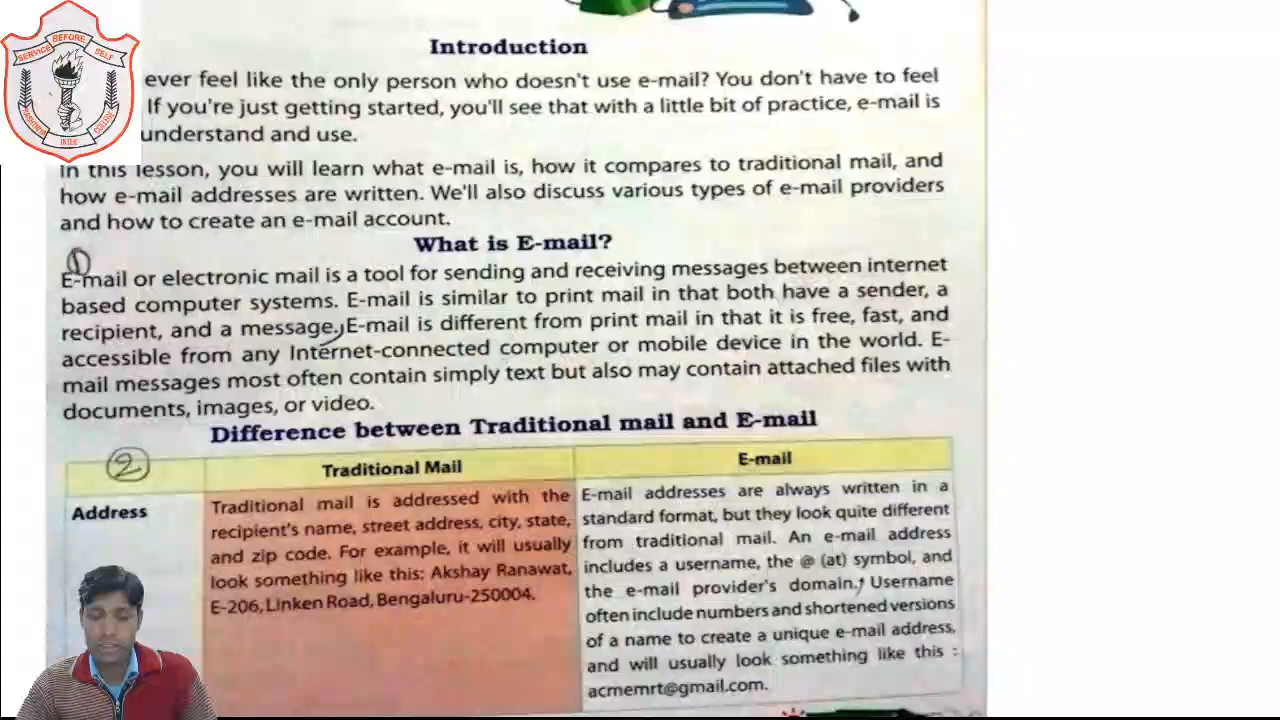 SERVICE BEFORE SELF
INTER COLLEGE
Introduction
ever feel like the only person who doesn't use e-mail? You don't have to feel
If you're just getting started, you'll see that with a little bit of practice, e-mail is
understand and use.
In this lesson, you will learn what e-mail is, how it compares to traditional mail, and
how e-mail addresses are written. We'll also discuss various types of e-mail providers
and how to create an e-mail account.
What is E-mail?
1
E-mail or electronic mail is a tool for sending and receiving messages between internet
based computer systems. E-mail is similar to print mail in that both have a sender, a
recipient, and a message. E-mail is different from print mail in that it is free, fast, and
accessible from any Internet-connected computer or mobile device in the world. E-
mail messages most often contain simply text but also may contain attached files with
documents, images, or video.
Difference between Traditional mail and E-mail
2
Traditional Mail
E-mail
Address
Traditional mail is addressed with the
recipient's name, street address, city, state,
and zip code. For example, it will usually
look something like this: Akshay Ranawat,
E-206, Linken Road, Bengaluru-250004.
E-mail addresses are always written in a
standard format, but they look quite different
from traditional mail. An e-mail address
includes a username, the @ (at) symbol, and
the e-mail provider's domain. Username
often include numbers and shortened versions
of a name to create a unique e-mail address,
and will usually look something like this :
acmemrt@gmail.com.